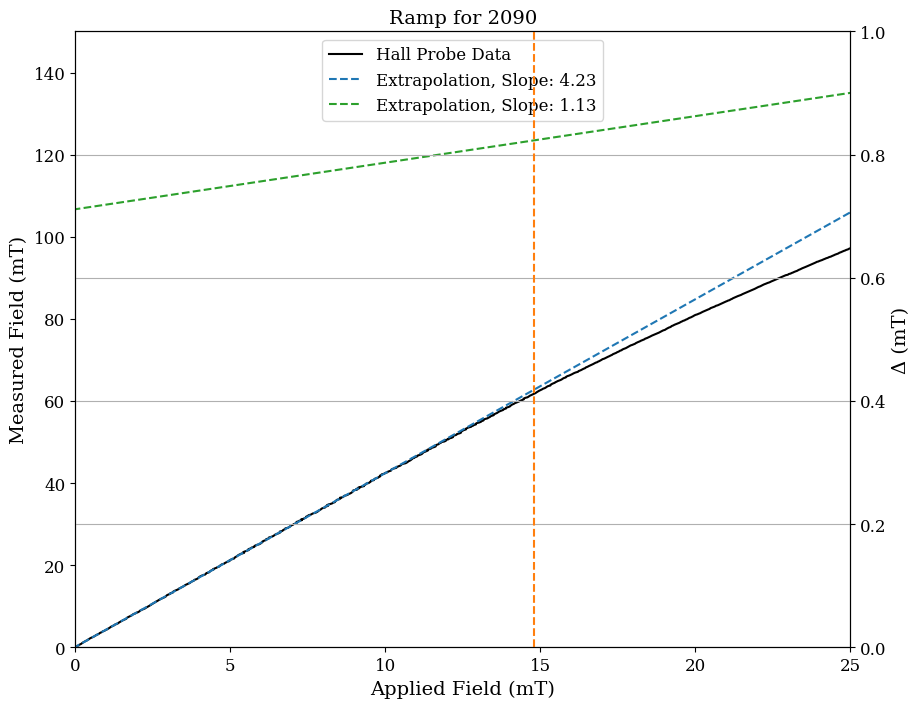 Ramp for 2090
Hall Probe Data
Extrapolation, Slope: 4.23
Extrapolation, Slope: 1.13
Measured Field (mT)
140
120
100
80
60
40
20
0
1.0
0.8
0.6
0.4
0.2
0.0
Δ (mT)
0 5 10 15 20 25
Applied Field (mT)